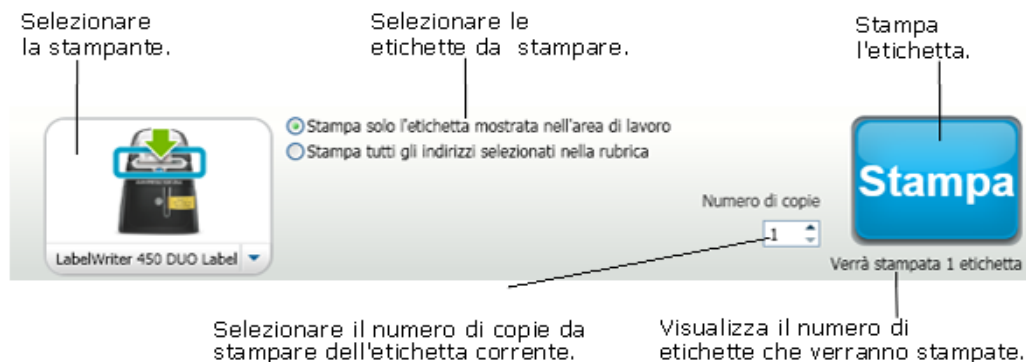 Selezionare
la stampante.
Selezionare le
etichette da stampare.
Stampa
l'etichetta.
Stampa solo l'etichetta mostrata nell'area di lavoro
Stampa tutti gli indirizzi selezionati nella rubrica
Stampa
Numero di copie
1
LabelWriter 450 DUO Label
Verrà stampata 1 etichetta
Selezionare il numero di copie da
stampare dell'etichetta corrente.
Visualizza il numero di
etichette che verranno stampate.